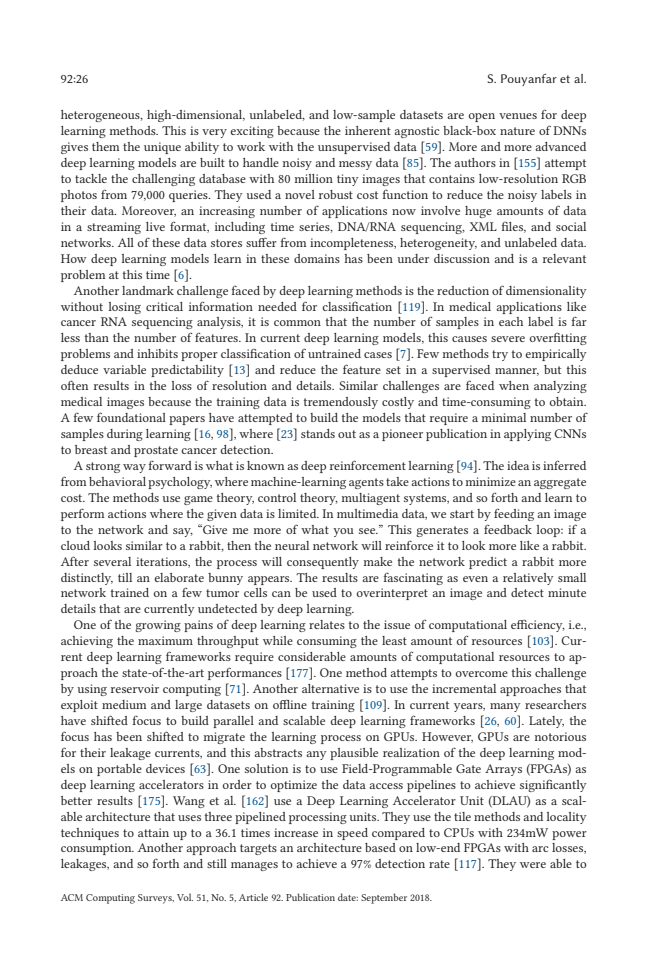 92:26 S. Pouyanfar et al.
heterogeneous, high-dimensional, unlabeled, and low-sample datasets are open venues for deep
learning methods. This is very exciting because the inherent agnostic black-box nature of DNNs
gives them the unique ability to work with the unsupervised data [59]. More and more advanced
deep learning models are built to handle noisy and messy data [85]. The authors in [155] attempt
to tackle the challenging database with 80 million tiny images that contains low-resolution RGB
photos from 79,000 queries. They used a novel robust cost function to reduce the noisy labels in
their data. Moreover, an increasing number of applications now involve huge amounts of data
in a streaming live format, including time series, DNA/RNA sequencing, XML files, and social
networks. All of these data stores suffer from incompleteness, heterogeneity, and unlabeled data.
How deep learning models learn in these domains has been under discussion and is a relevant
problem at this time [6].
Another landmark challenge faced by deep learning methods is the reduction of dimensionality
without losing critical information needed for classification [119]. In medical applications like
cancer RNA sequencing analysis, it is common that the number of samples in each label is far
less than the number of features. In current deep learning models, this causes severe overfitting
problems and inhibits proper classification of untrained cases [7]. Few methods try to empirically
deduce variable predictability [13] and reduce the feature set in a supervised manner, but this
often results in the loss of resolution and details. Similar challenges are faced when analyzing
medical images because the training data is tremendously costly and time-consuming to obtain.
A few foundational papers have attempted to build the models that require a minimal number of
samples during learning [16, 98], where [23] stands out as a pioneer publication in applying CNNs
to breast and prostate cancer detection.
A strong way forward is what is known as deep reinforcement learning [94]. The idea is inferred
from behavioral psychology, where machine-learning agents take actions to minimize an aggregate
cost. The methods use game theory, control theory, multiagent systems, and so forth and learn to
perform actions where the given data is limited. In multimedia data, we start by feeding an image
to the network and say, “Give me more of what you see.” This generates a feedback loop: if a
cloud looks similar to a rabbit, then the neural network will reinforce it to look more like a rabbit.
After several iterations, the process will consequently make the network predict a rabbit more
distinctly, till an elaborate bunny appears. The results are fascinating as even a relatively small
network trained on a few tumor cells can be used to overinterpret an image and detect minute
details that are currently undetected by deep learning.
One of the growing pains of deep learning relates to the issue of computational efficiency, i.e.,
achieving the maximum throughput while consuming the least amount of resources [103]. Cur-
rent deep learning frameworks require considerable amounts of computational resources to ap-
proach the state-of-the-art performances [177]. One method attempts to overcome this challenge
by using reservoir computing [71]. Another alternative is to use the incremental approaches that
exploit medium and large datasets on offline training [109]. In current years, many researchers
have shifted focus to build parallel and scalable deep learning frameworks [26, 60]. Lately, the
focus has been shifted to migrate the learning process on GPUs. However, GPUs are notorious
for their leakage currents, and this abstracts any plausible realization of the deep learning mod-
els on portable devices [63]. One solution is to use Field-Programmable Gate Arrays (FPGAs) as
deep learning accelerators in order to optimize the data access pipelines to achieve significantly
better results [175]. Wang et al. [162] use a Deep Learning Accelerator Unit (DLAU) as a scal-
able architecture that uses three pipelined processing units. They use the tile methods and locality
techniques to attain up to a 36.1 times increase in speed compared to CPUs with 234mW power
consumption. Another approach targets an architecture based on low-end FPGAs with arc losses,
leakages, and so forth and still manages to achieve a 97% detection rate [117]. They were able to
ACM Computing Surveys, Vol. 51, No. 5, Article 92. Publication date: September 2018.